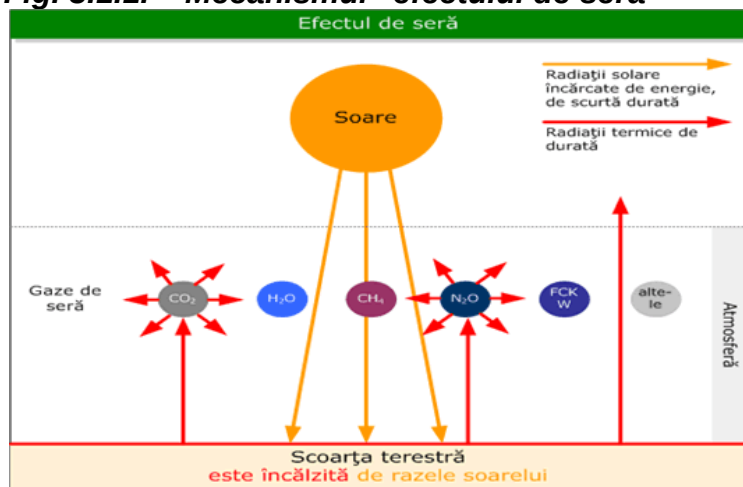 Fig. 3.2.2. – Mecanismul "efectului de seră"
Efectul de seră
Soare
Radiații solare
încărcate de energie,
de scurtă durată
Radiații termice de
durată
Gaze de
seră
CO₂
H₂O
CH₄
N₂O
FCK
W
alte-
le
Atmosferă
Scoarța terestră
este încălzită de razele soarelui